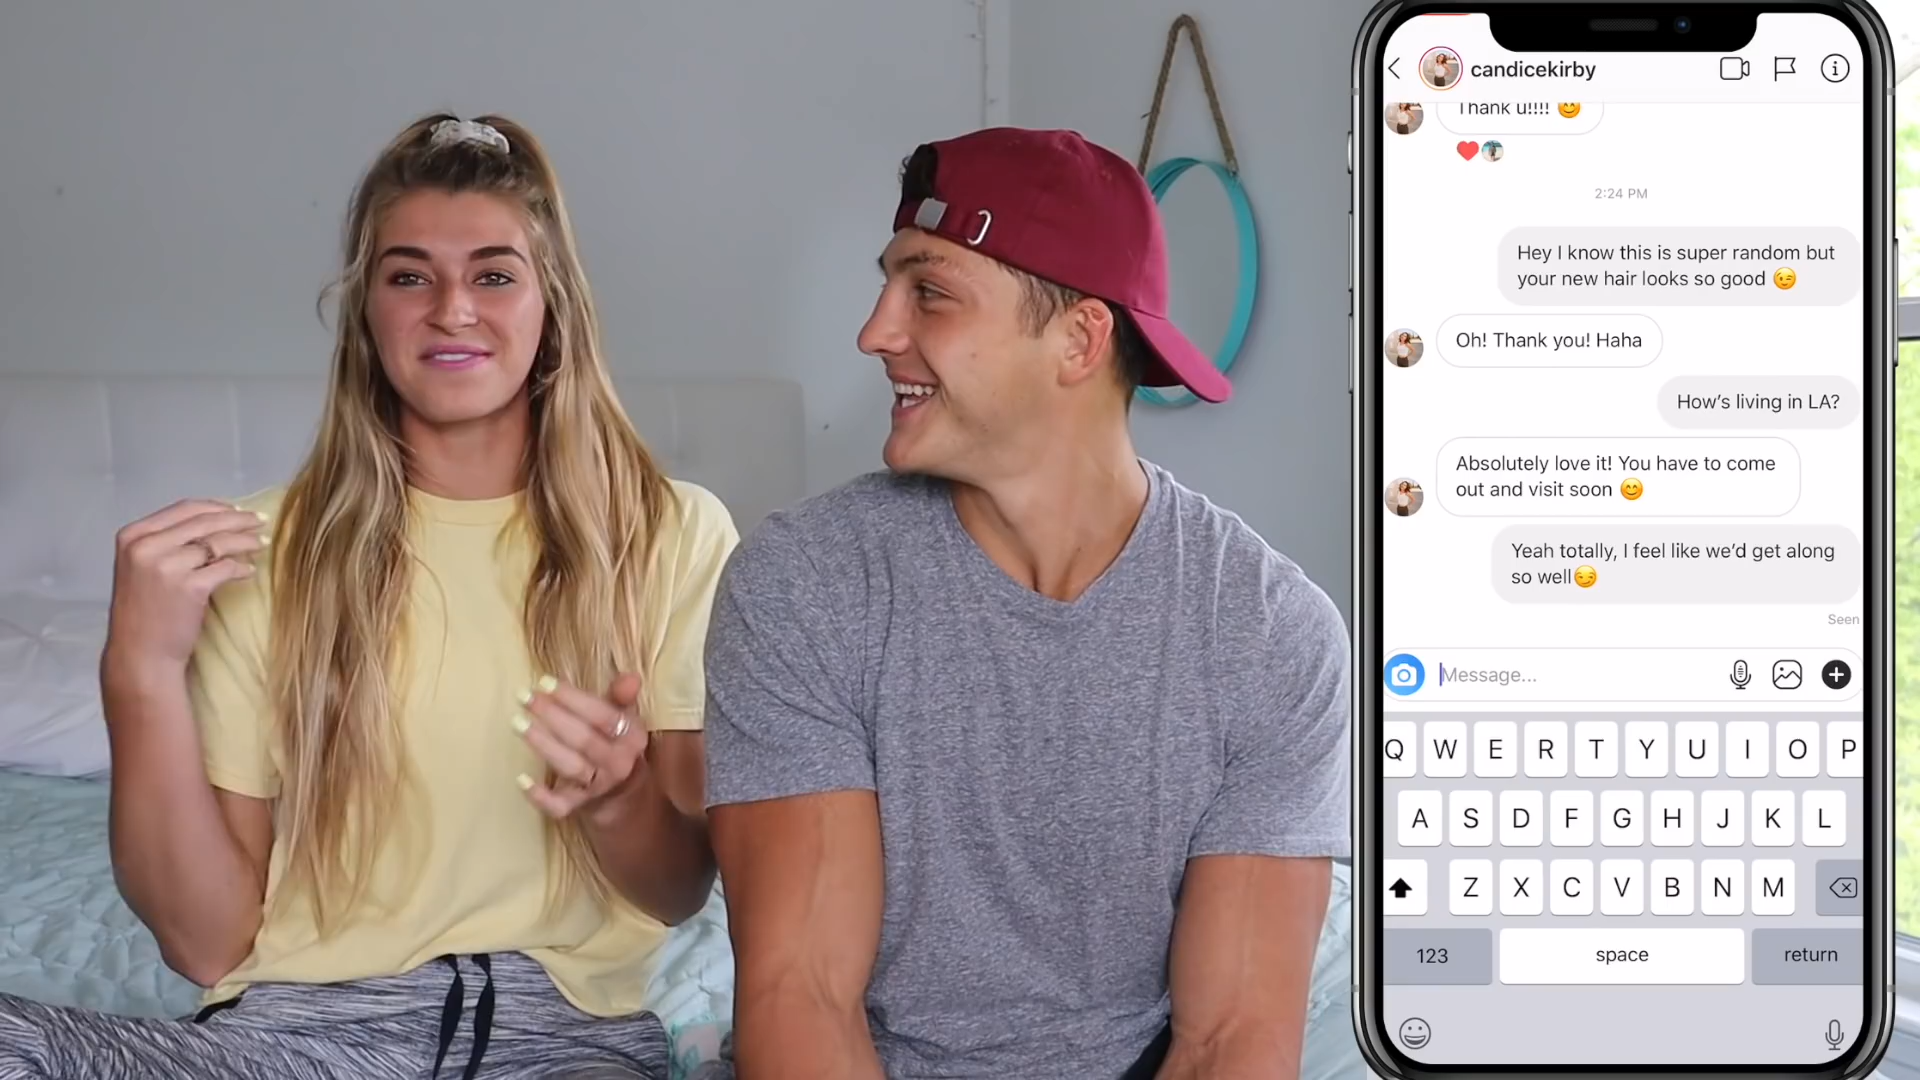 candicekirby
Thank u!!!! 😊
2:24 PM
Hey I know this is super random but
your new hair looks so good 😉
Oh! Thank you! Haha
How’s living in LA?
Absolutely love it! You have to come
out and visit soon 😊
Yeah totally, I feel like we’d get along
so well😏
Seen
Message...
Q W E R T Y U I O P
A S D F G H J K L
Z X C V B N M
123 space return